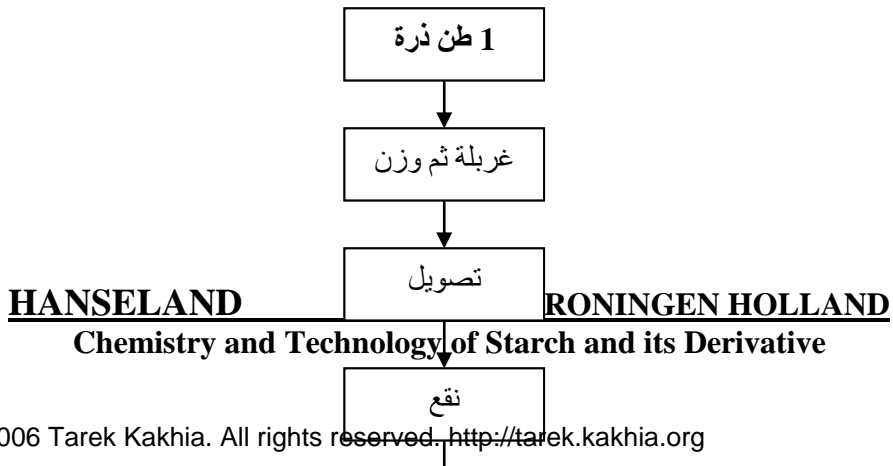 1 طن ذرة
غربلة ثم وزن
تصويل
HANSELAND RONINGEN HOLLAND
Chemistry and Technology of Starch and its Derivative
نقع
006 Tarek Kakhia. All rights reserved. http://tarek.kakhia.org